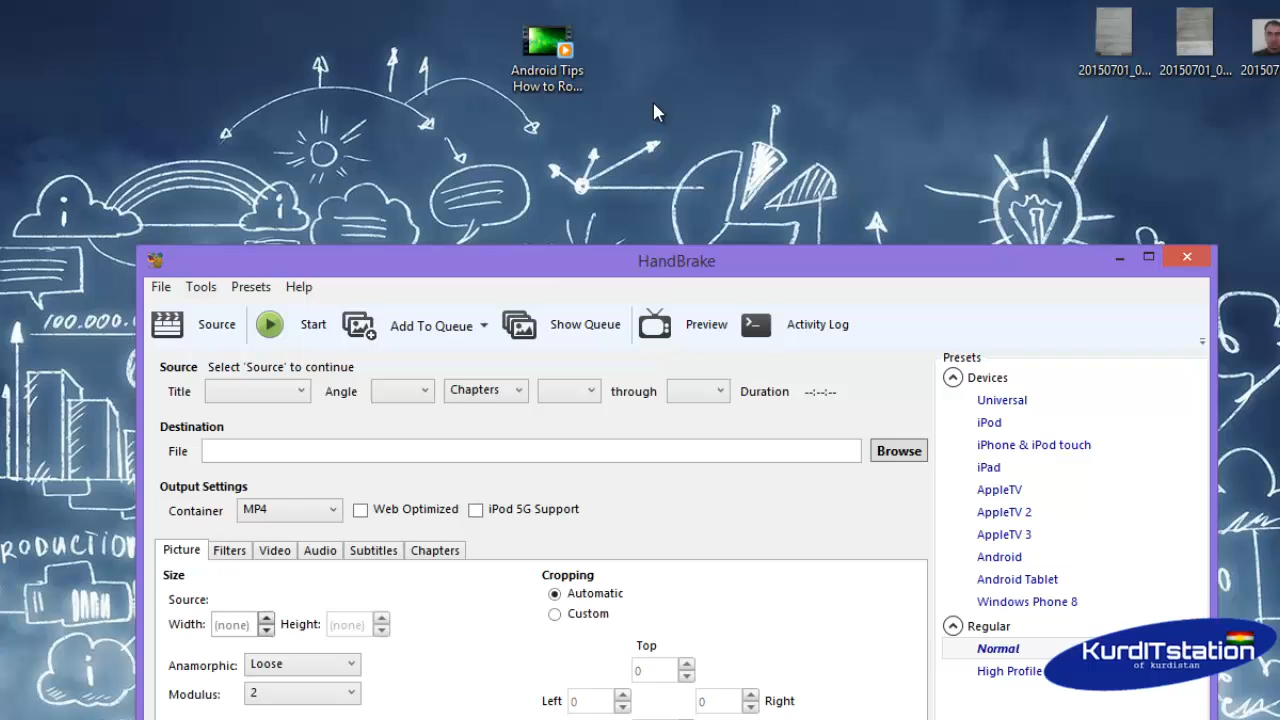 Android Tips
How to Ro...
20150701_0...
20150701_0...
201507
i
i
100.000.
RODUCTION
i
HandBrake
File Tools Presets Help
Source Start Add To Queue Show Queue Preview Activity Log
Source Select 'Source' to continue
Title Angle Chapters through Duration --:--:--
Destination
File Browse
Output Settings
Container MP4 Web Optimized iPod 5G Support
Picture Filters Video Audio Subtitles Chapters
Size
Source:
Width: (none) Height: (none)
Anamorphic: Loose
Modulus: 2
Cropping
Automatic
Custom
Top
0
Left 0 0 Right
Presets
Devices
Universal
iPod
iPhone & iPod touch
iPad
AppleTV
AppleTV 2
AppleTV 3
Android
Android Tablet
Windows Phone 8
Regular
Normal
High Profile
KurdITstation
of kurdistan